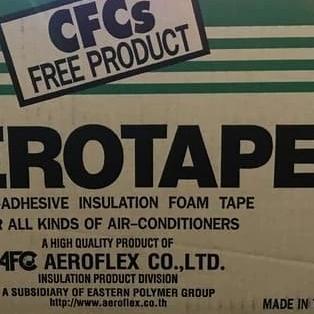 CFCs
FREE PRODUCT
EROTAPE
-ADHESIVE INSULATION FOAM TAPE
R ALL KINDS OF AIR-CONDITIONERS
A HIGH QUALITY PRODUCT OF
AFC AEROFLEX CO.,LTD.
INSULATION PRODUCT DIVISION
A SUBSIDIARY OF EASTERN POLYMER GROUP
http://www.aeroflex.co.th
MADE IN T